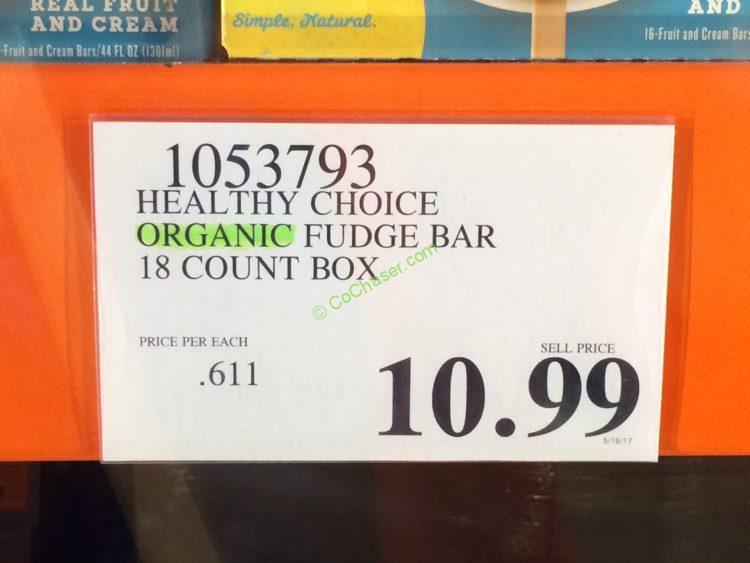 REAL FRUIT
AND CREAM
-Fruit and Cream Bars/44 FL OZ (1301ml)
Simple. Natural.
AND
16-Fruit and Cream Bars
1053793
HEALTHY CHOICE
ORGANIC FUDGE BAR
18 COUNT BOX
© CoChaser.com
PRICE PER EACH
.611
SELL PRICE
10.99
5/15/17